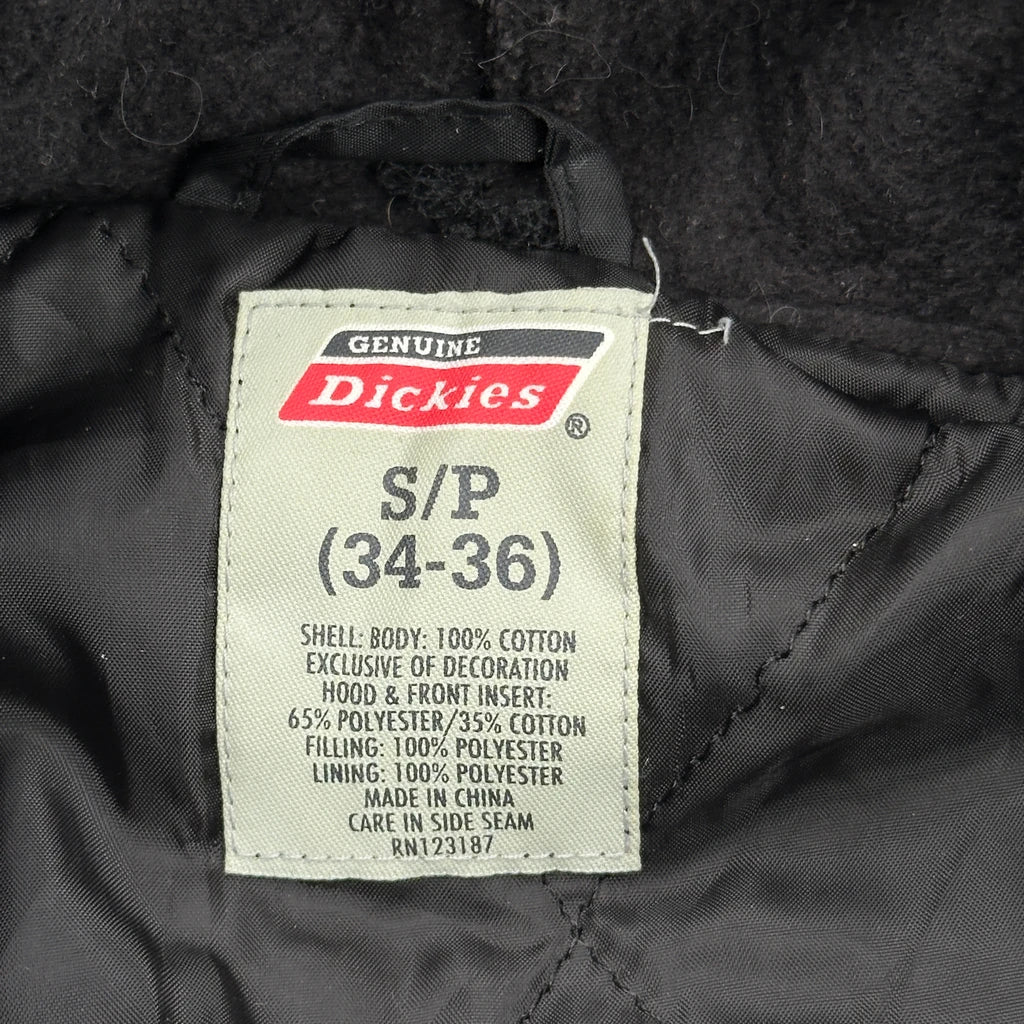 GENUINE
Dickies
®
S/P
(34-36)
SHELL: BODY: 100% COTTON
EXCLUSIVE OF DECORATION
HOOD & FRONT INSERT:
65% POLYESTER/35% COTTON
FILLING: 100% POLYESTER
LINING: 100% POLYESTER
MADE IN CHINA
CARE IN SIDE SEAM
RN123187